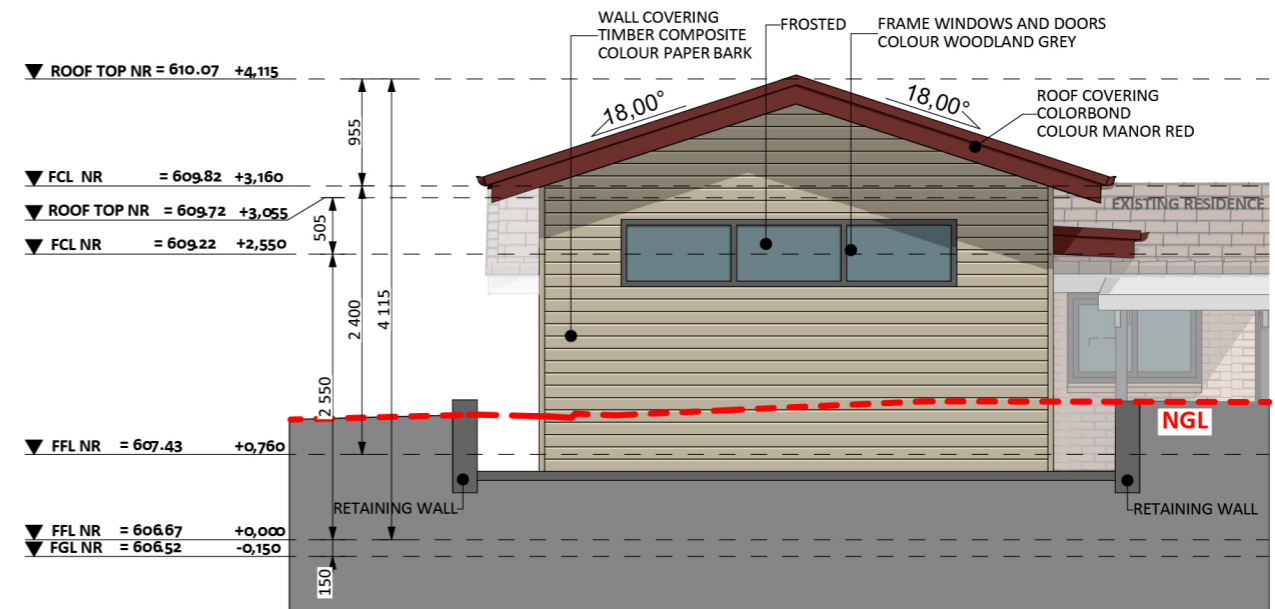 WALL COVERING
TIMBER COMPOSITE
COLOUR PAPER BARK
FROSTED
FRAME WINDOWS AND DOORS
COLOUR WOODLAND GREY
ROOF TOP NR = 610.07 +4,115
18,00°
18,00°
ROOF COVERING
COLORBOND
COLOUR MANOR RED
955
FCL NR = 609.82 +3,160
ROOF TOP NR = 609.72 +3,055
EXISTING RESIDENCE
505
FCL NR = 609.22 +2,550
2 400
4 115
2 550
NGL
FFL NR = 607.43 +0,760
RETAINING WALL
RETAINING WALL
FFL NR = 606.67 +0,000
FGL NR = 606.52 -0,150
150